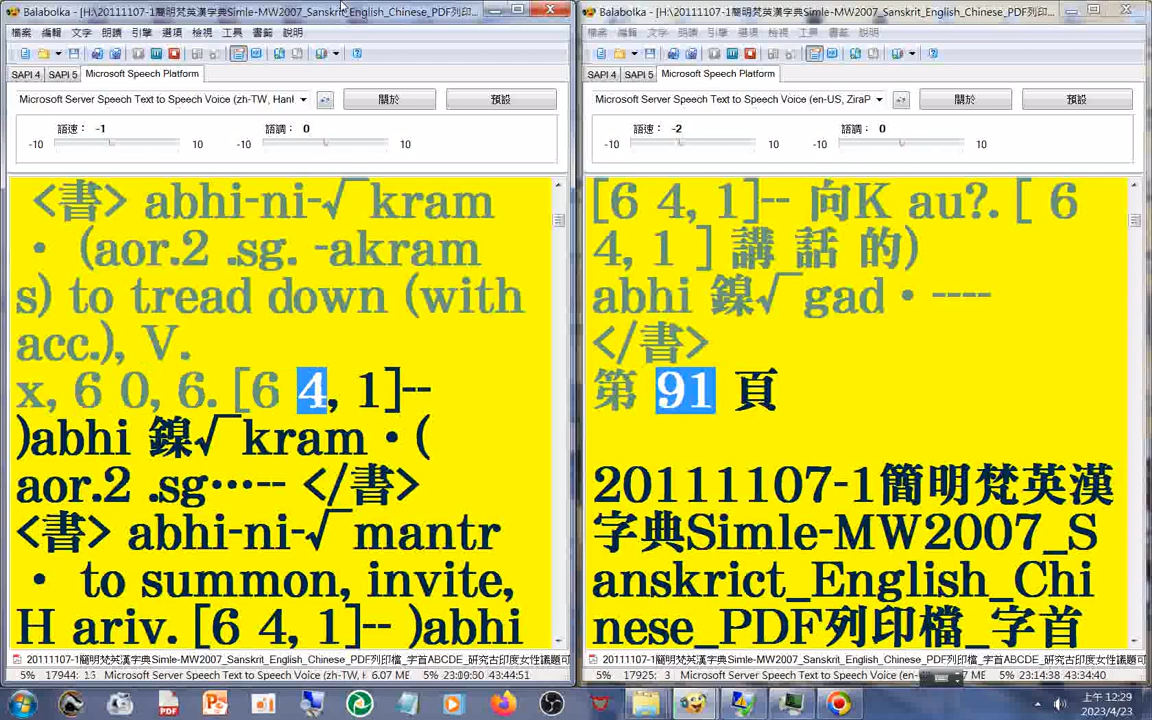 Balabolka - [H:\20111107-1簡明梵英漢字典Simle-MW2007_Sanskrit_English_Chinese_PDF列印...
檔案 編輯 文字 朗讀 引擎 選項 檢視 工具 書籤 說明
SAPI 4 SAPI 5 Microsoft Speech Platform
Microsoft Server Speech Text to Speech Voice (zh-TW, Hanl
關於 預設
語速： -1 語調： 0
-10 10 -10 10
<書> abhi-ni-√kram
• (aor.2 .sg. -akram
s) to tread down (with
acc.), V.
x, 6 0, 6. [6 4, 1]--
)abhi 鎳√kram•(
aor.2 .sg…-- </書>
<書> abhi-ni-√mantr
• to summon, invite,
H ariv. [6 4, 1]-- )abhi
20111107-1簡明梵英漢字典Simle-MW2007_Sanskrit_English_Chinese_PDF列印檔_字首ABCDE_研究古印度女性議題可
5% 17944: 13 Microsoft Server Speech Text to Speech Voice (zh-TW, H 6.07 MB 5% 23:09:50 43:44:51
Balabolka - [H:\20111107-1簡明梵英漢字典Simle-MW2007_Sanskrit_English_Chinese_PDF列印...
檔案 編輯 文字 朗讀 引擎 選項 檢視 工具 書籤 說明
SAPI 4 SAPI 5 Microsoft Speech Platform
Microsoft Server Speech Text to Speech Voice (en-US, ZiraP
關於 預設
語速： -2 語調： 0
-10 10 -10 10
[6 4, 1]-- 向K au?. [ 6
4, 1 ] 講 話 的)
abhi 鎳√gad•----
</書>
第 91 頁
20111107-1簡明梵英漢
字典Simle-MW2007_S
anskrict_English_Chi
nese_PDF列印檔_字首
20111107-1簡明梵英漢字典Simle-MW2007_Sanskrit_English_Chinese_PDF列印檔_字首ABCDE_研究古印度女性議題可
5% 17925: 3 Microsoft Server Speech Text to Speech Voice (en-US 5% 23:14:38 43:34:40
上午 12:29
2023/4/23